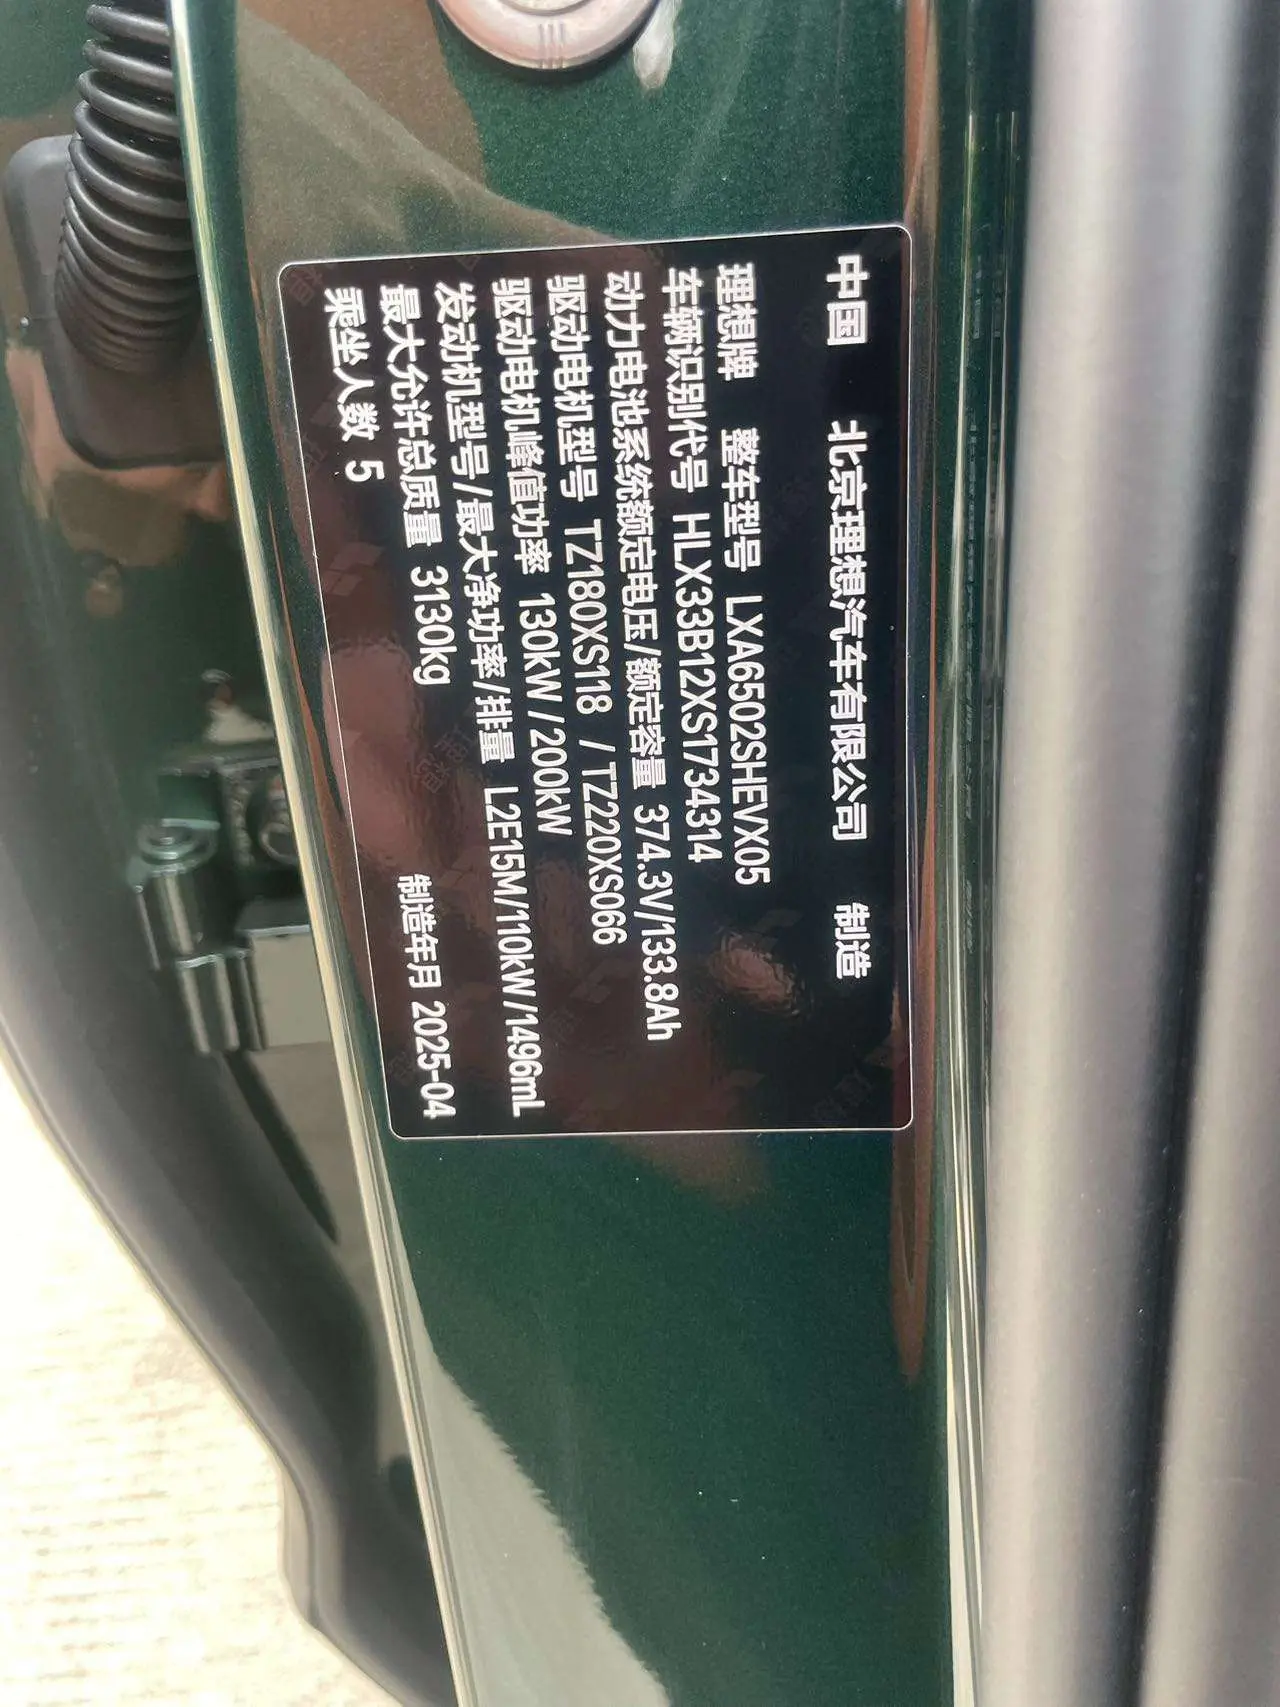 中国 北京理想汽车有限公司 制造
理想牌 整车型号 LXA6502SHEVX05
车辆识别代号 HLX33B12XS1734314
动力电池系统额定电压/额定容量 374.3V/133.8Ah
驱动电机型号 TZ180XS118 /TZ220XS066
驱动电机峰值功率 130kW/200kW
发动机型号/最大净功率/排量 L2E15M/110kW/1496mL
最大允许总质量 3130kg
乘坐人数 5 制造年月 2025-04